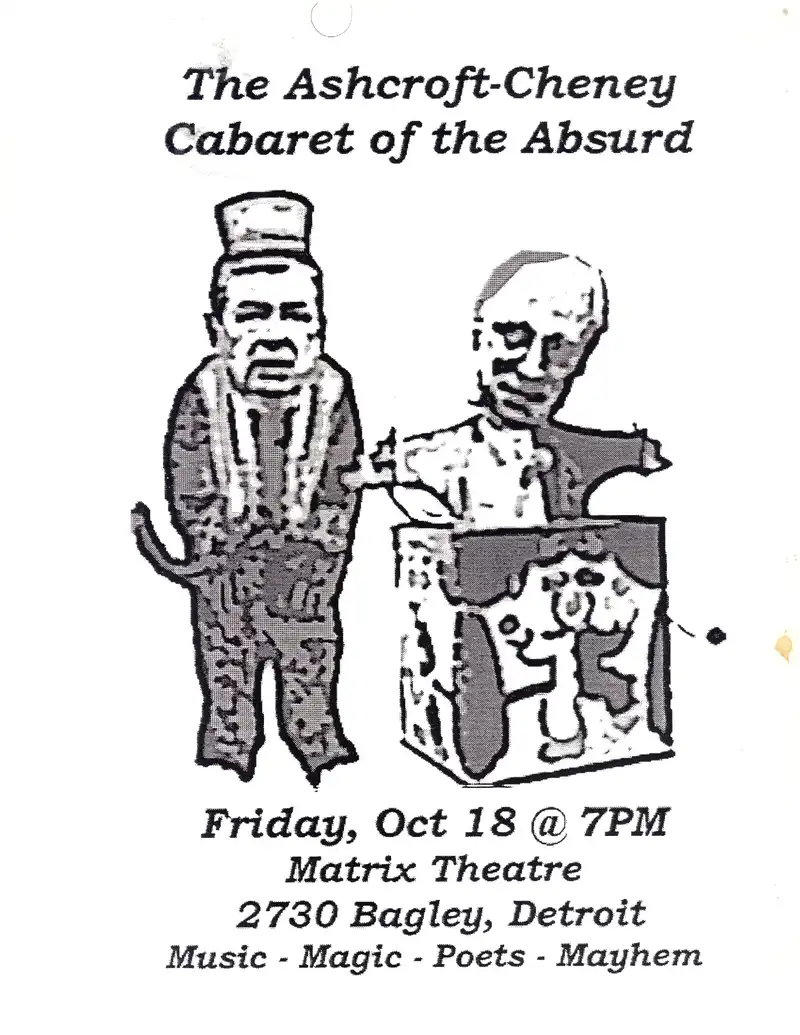 The Ashcroft-Cheney
Cabaret of the Absurd
Friday, Oct 18 @ 7PM
Matrix Theatre
2730 Bagley, Detroit
Music - Magic - Poets - Mayhem